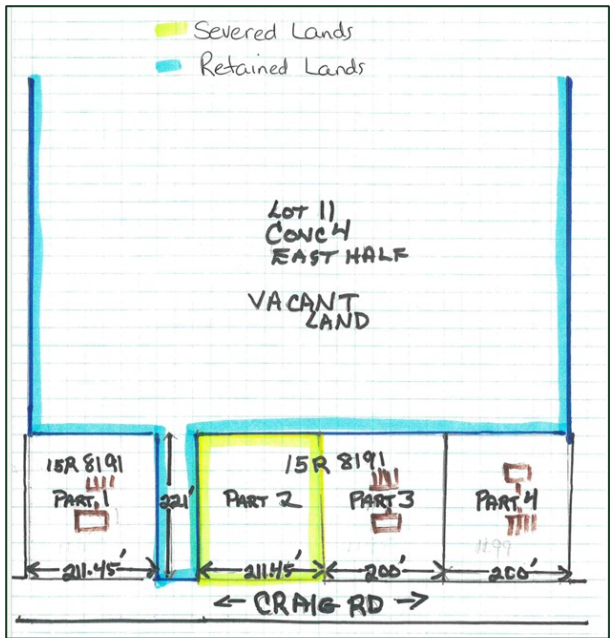 Severed Lands
Retained Lands
LOT 11
CONC 4
EAST HALF
VACANT
LAND
15R 8191
PART 1
221'
15R 8191
PART 2
PART 3
PART 4
1199
211.45'
211.45'
200'
200'
← CRAIG RD →